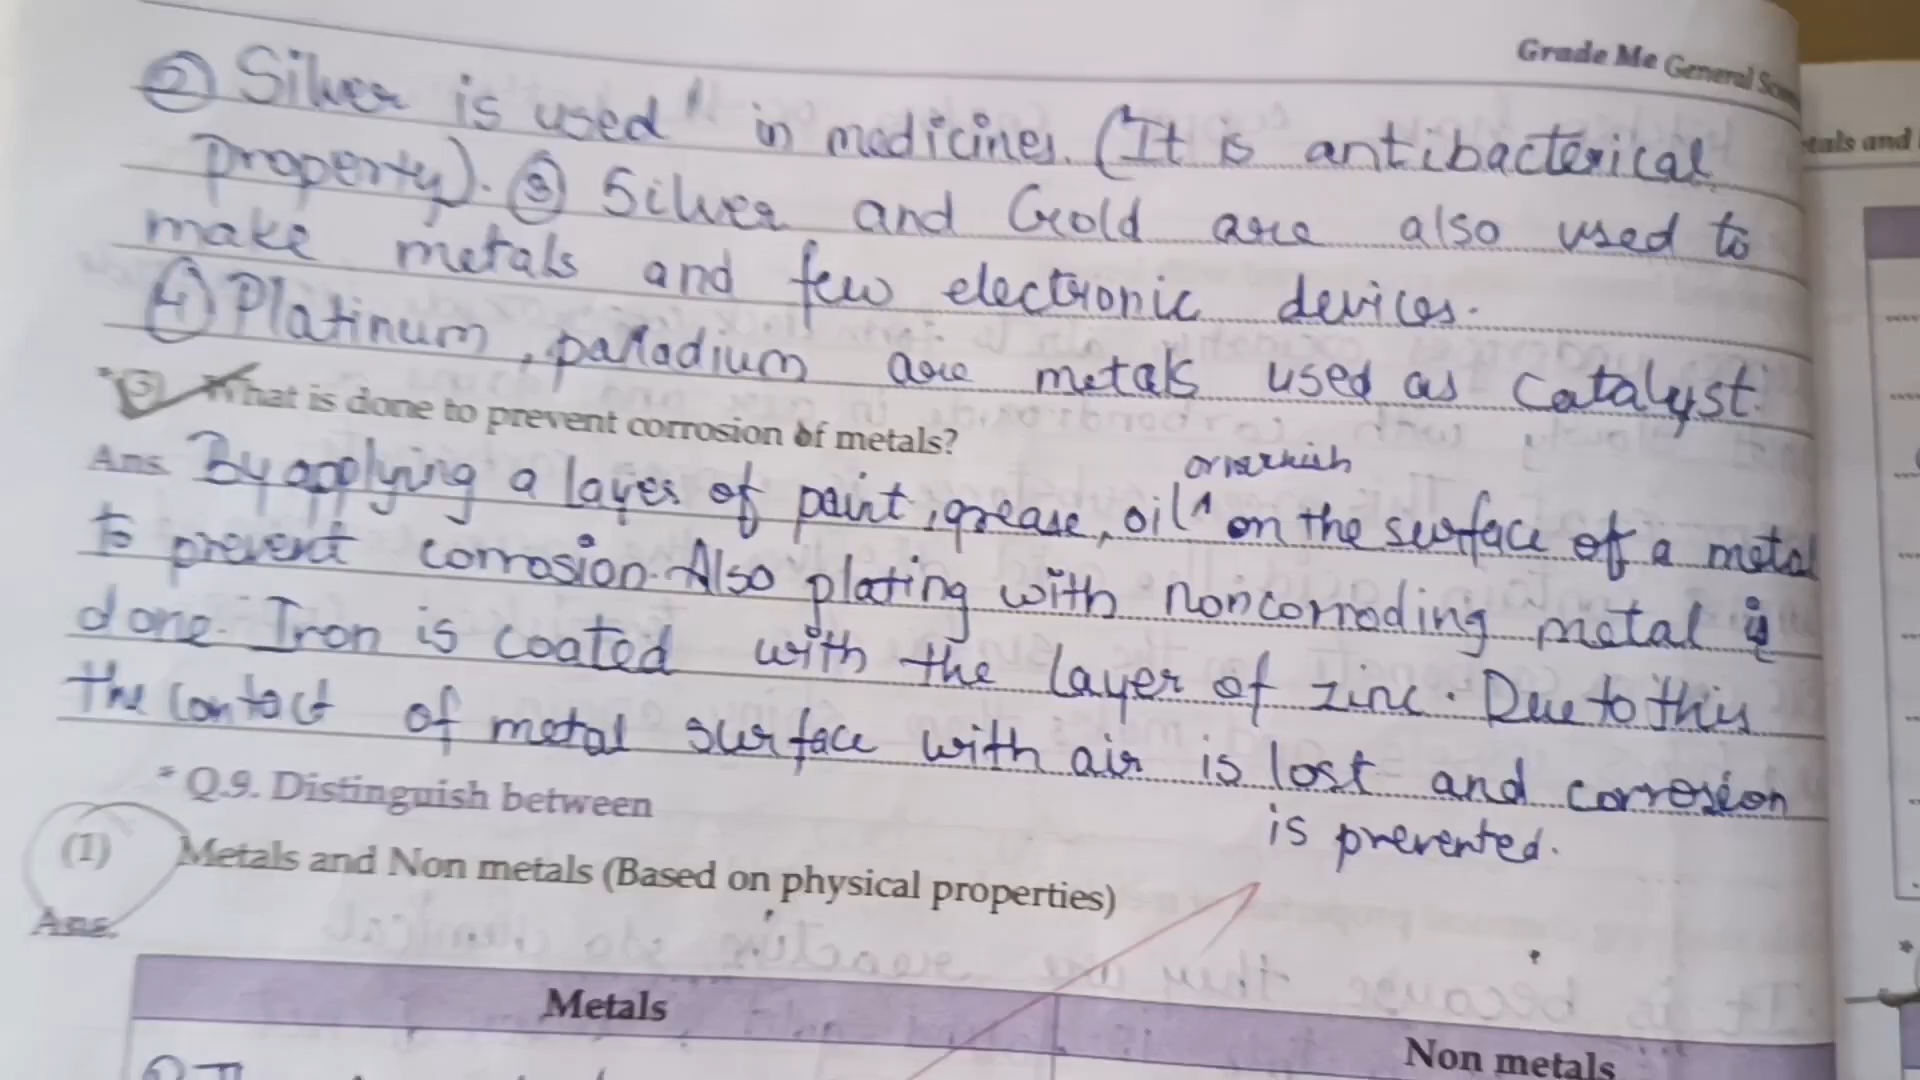 Grade Me General
② Silver is used in medicines. (It is antibacterical
property). ③ Silver and Gold are also used to
make metals and few electronic devices.
④ Platinum, palladium are metals used as catalyst.
tals and
* What is done to prevent corrosion of metals?
or varnish
Ans. By applying a layer of paint, grease, oil ^ on the surface of a metal
to prevent corrosion. Also plating with noncorroding metal is
done. Iron is coated with the layer of zinc. Due to this
the contact of metal surface with air is lost and corrosion
is prevented.
* Q.9. Distinguish between
(1) Metals and Non metals (Based on physical properties)
Ans.
Metals Non metals